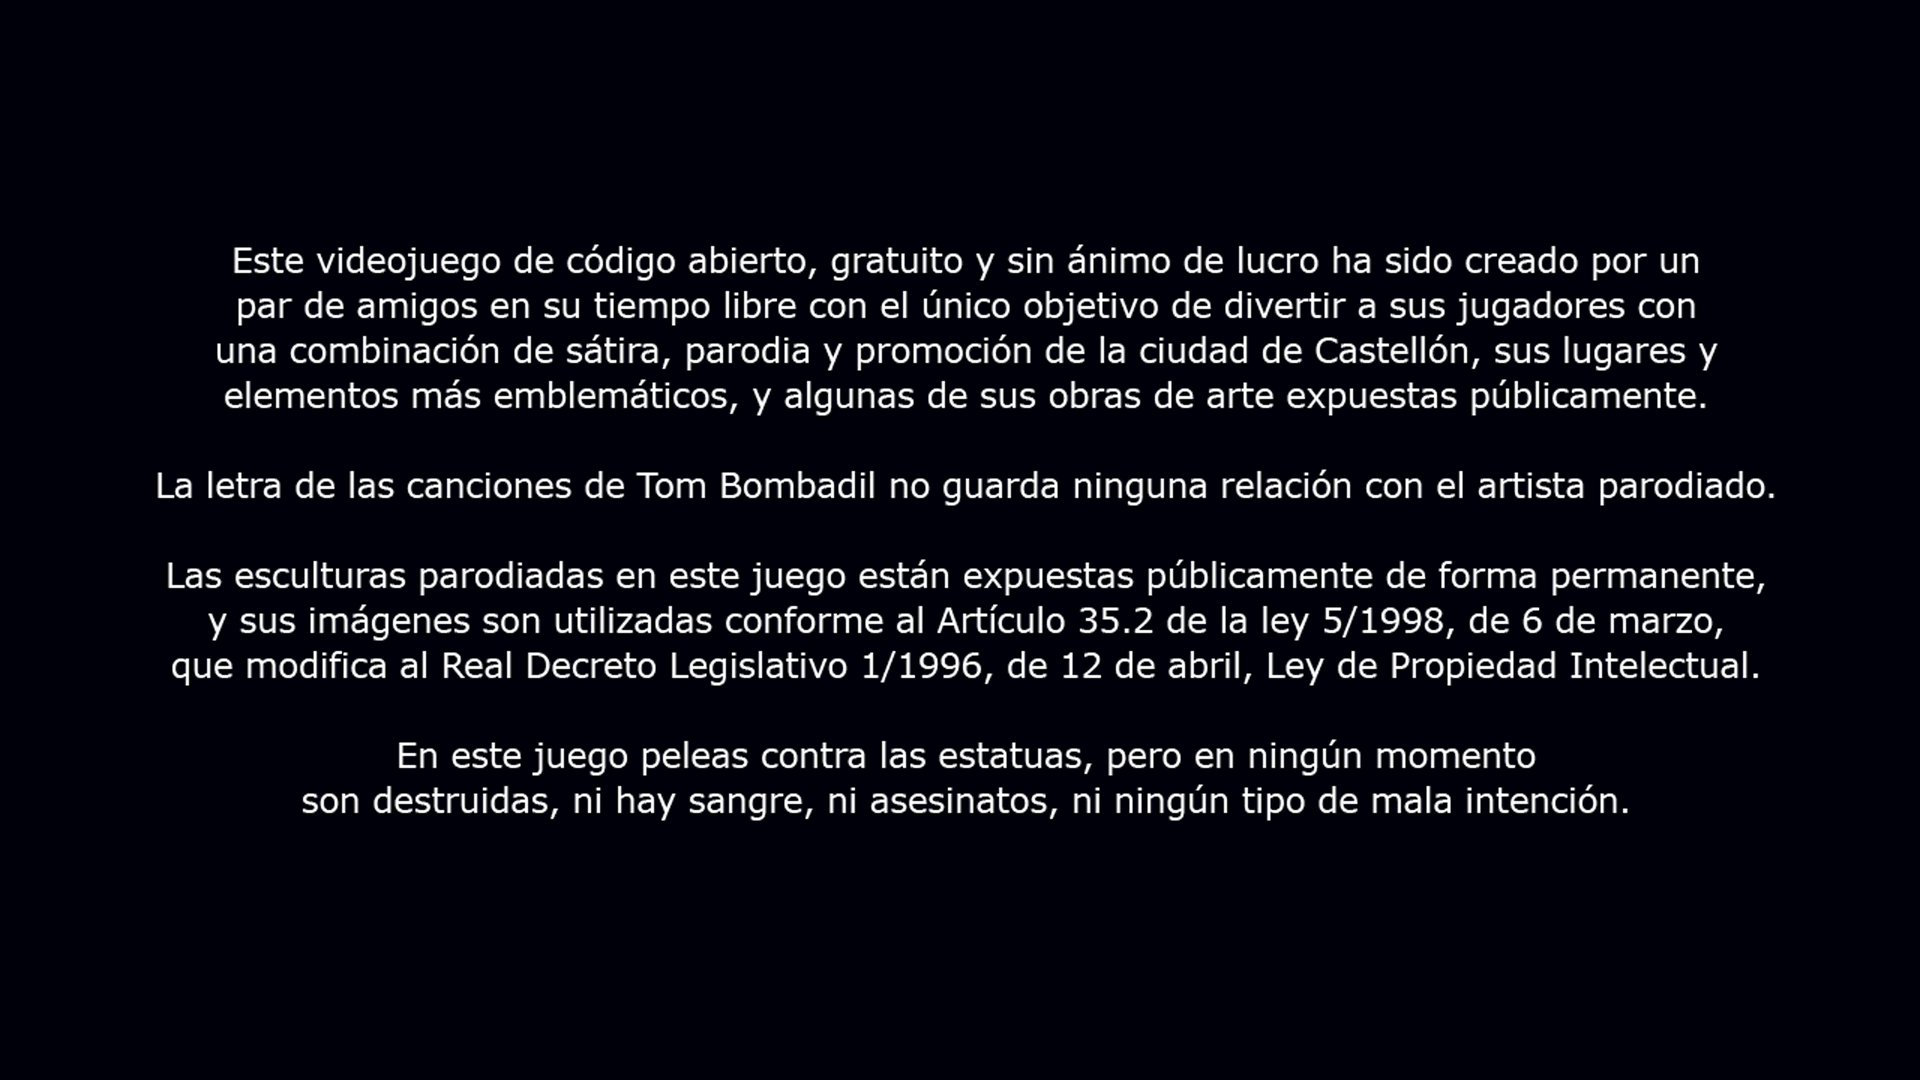 Este videojuego de código abierto, gratuito y sin ánimo de lucro ha sido creado por un
par de amigos en su tiempo libre con el único objetivo de divertir a sus jugadores con
una combinación de sátira, parodia y promoción de la ciudad de Castellón, sus lugares y
elementos más emblemáticos, y algunas de sus obras de arte expuestas públicamente.
La letra de las canciones de Tom Bombadil no guarda ninguna relación con el artista parodiado.
Las esculturas parodiadas en este juego están expuestas públicamente de forma permanente,
y sus imágenes son utilizadas conforme al Artículo 35.2 de la ley 5/1998, de 6 de marzo,
que modifica al Real Decreto Legislativo 1/1996, de 12 de abril, Ley de Propiedad Intelectual.
En este juego peleas contra las estatuas, pero en ningún momento
son destruidas, ni hay sangre, ni asesinatos, ni ningún tipo de mala intención.